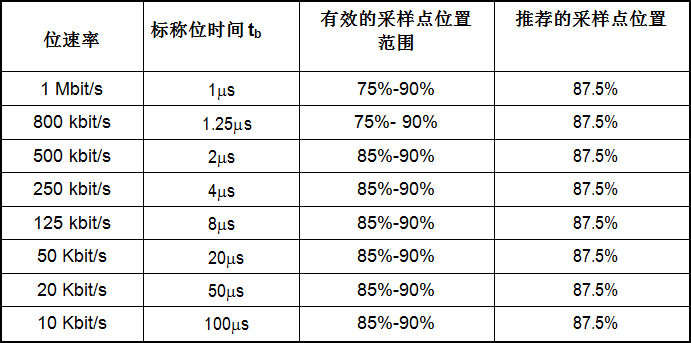 位速率 标称位时间 tb 有效的采样点位置 推荐的采样点位置
范围
1 Mbit/s 1μs 75%-90% 87.5%
800 kbit/s 1.25μs 75%- 90% 87.5%
500 kbit/s 2μs 85%-90% 87.5%
250 kbit/s 4μs 85%-90% 87.5%
125 kbit/s 8μs 85%-90% 87.5%
50 Kbit/s 20μs 85%-90% 87.5%
20 Kbit/s 50μs 85%-90% 87.5%
10 Kbit/s 100μs 85%-90% 87.5%